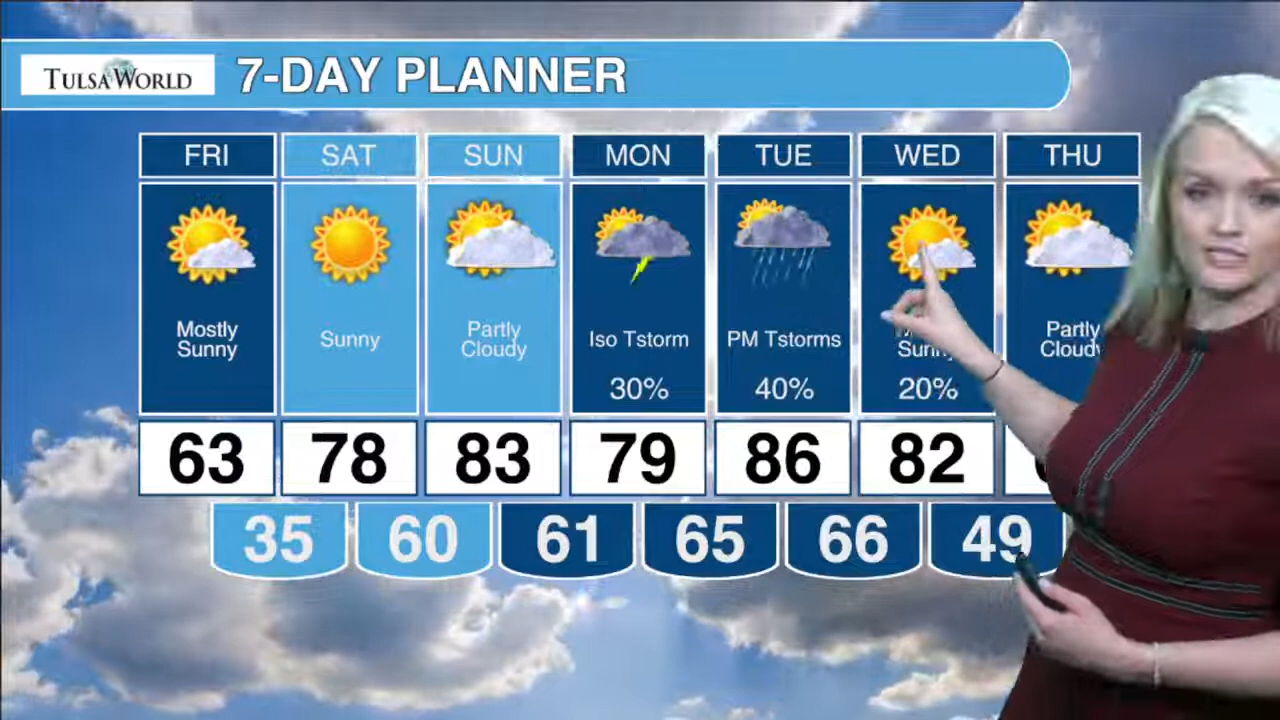 TULSA WORLD
7-DAY PLANNER
FRI SAT SUN MON TUE WED THU
Mostly Sunny Partly Iso Tstorm PM Tstorms Partly
Sunny Cloudy Sunny Cloudy
30% 40% 20%
63 78 83 79 86 82
35 60 61 65 66 49